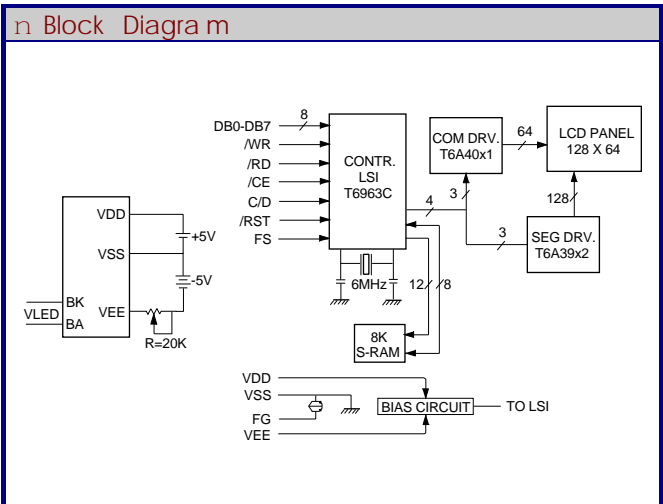 n Block Diagra m
DB0-DB7
8
/WR
/RD
/CE
C/D
/RST
FS
CONTR.
LSI
T6963C
6MHz
4
3
3
12
8
COM DRV.
T6A40x1
64
LCD PANEL
128 X 64
128
SEG DRV.
T6A39x2
8K
S-RAM
VDD
VSS
VEE
BK
BA
VLED
+5V
-5V
R=20K
VDD
VSS
FG
VEE
BIAS CIRCUIT
TO LSI